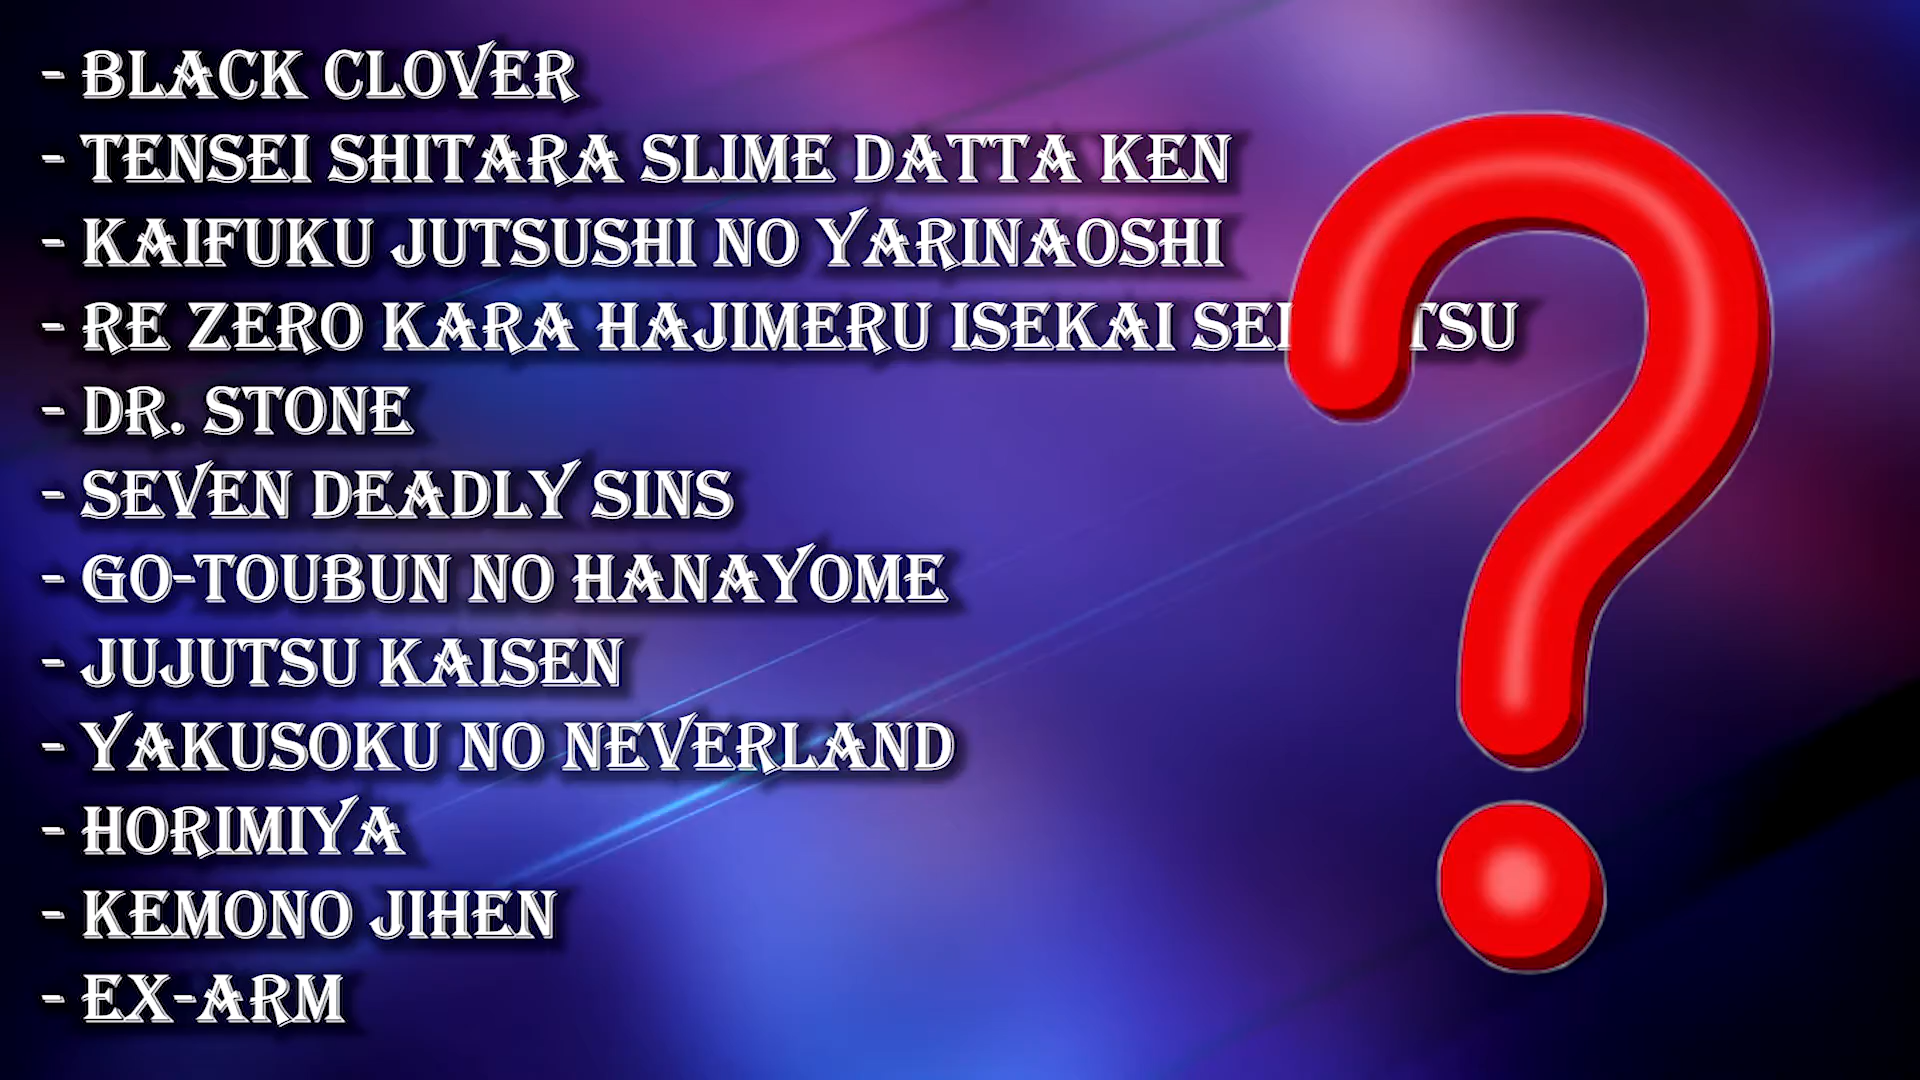 - BLACK CLOVER
- TENSEI SHITARA SLIME DATTA KEN
- KAIFUKU JUTSUSHI NO YARINAOSHI
- RE ZERO KARA HAJIMERU ISEKAI
- DR. STONE
- SEVEN DEADLY SINS
- GO-TOUBUN NO HANAYOME
- JUJUTSU KAISEN
- YAKUSOKU NO NEVERLAND
- HORIMIYA
- KEMONO JIHEN
- EX-ARM